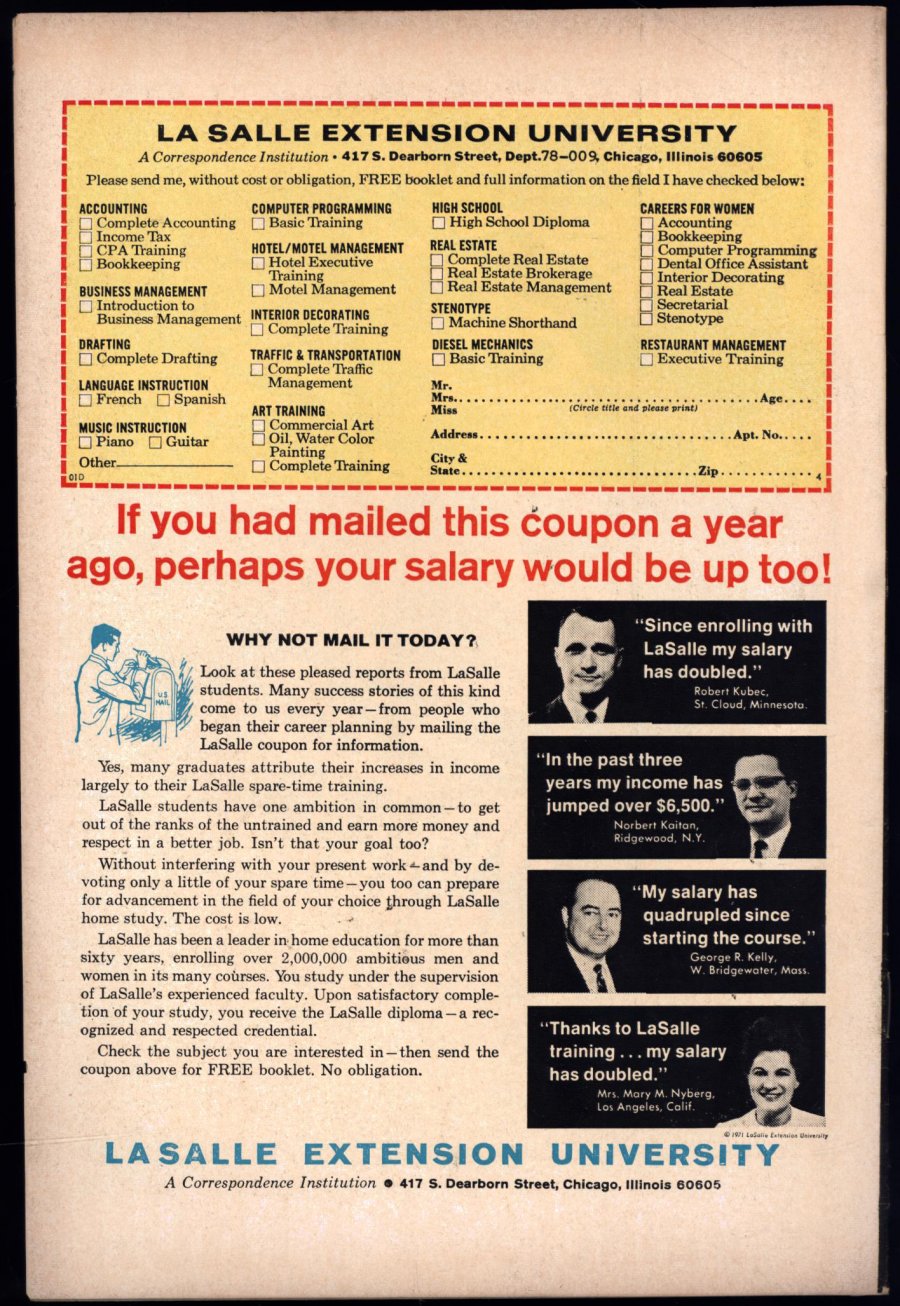 LA SALLE EXTENSION UNIVERSITY
A Correspondence Institution • 417 S. Dearborn Street, Dept.78-009, Chicago, Illinois 60605
Please send me, without cost or obligation, FREE booklet and full information on the field I have checked below:
ACCOUNTING
Complete Accounting
Income Tax
CPA Training
Bookkeeping
BUSINESS MANAGEMENT
Introduction to
Business Management
DRAFTING
Complete Drafting
LANGUAGE INSTRUCTION
French Spanish
MUSIC INSTRUCTION
Piano Guitar
Other
01D
COMPUTER PROGRAMMING
Basic Training
HOTEL/MOTEL MANAGEMENT
Hotel Executive
Training
Motel Management
INTERIOR DECORATING
Complete Training
TRAFFIC & TRANSPORTATION
Complete Traffic
Management
ART TRAINING
Commercial Art
Oil, Water Color
Painting
Complete Training
HIGH SCHOOL
High School Diploma
REAL ESTATE
Complete Real Estate
Real Estate Brokerage
Real Estate Management
STENOTYPE
Machine Shorthand
DIESEL MECHANICS
Basic Training
CAREERS FOR WOMEN
Accounting
Bookkeeping
Computer Programming
Dental Office Assistant
Interior Decorating
Real Estate
Secretarial
Stenotype
RESTAURANT MANAGEMENT
Executive Training
Mr.
Mrs. Age
Miss (Circle title and please print)
Address Apt. No.
City &
State Zip
4
If you had mailed this coupon a year
ago, perhaps your salary would be up too!
U.S.
MAIL
WHY NOT MAIL IT TODAY?
Look at these pleased reports from LaSalle
students. Many success stories of this kind
come to us every year—from people who
began their career planning by mailing the
LaSalle coupon for information.
Yes, many graduates attribute their increases in income
largely to their LaSalle spare-time training.
LaSalle students have one ambition in common—to get
out of the ranks of the untrained and earn more money and
respect in a better job. Isn't that your goal too?
Without interfering with your present work—and by de-
voting only a little of your spare time—you too can prepare
for advancement in the field of your choice through LaSalle
home study. The cost is low.
LaSalle has been a leader in home education for more than
sixty years, enrolling over 2,000,000 ambitious men and
women in its many courses. You study under the supervision
of LaSalle's experienced faculty. Upon satisfactory comple-
tion of your study, you receive the LaSalle diploma—a rec-
ognized and respected credential.
Check the subject you are interested in—then send the
coupon above for FREE booklet. No obligation.
"Since enrolling with
LaSalle my salary
has doubled."
Robert Kubec,
St. Cloud, Minnesota.
"In the past three
years my income has
jumped over $6,500."
Norbert Kaitan,
Ridgewood, N.Y.
"My salary has
quadrupled since
starting the course."
George R. Kelly,
W. Bridgewater, Mass.
"Thanks to LaSalle
training . . . my salary
has doubled."
Mrs. Mary M. Nyberg,
Los Angeles, Calif.
© 1971 LaSalle Extension University
LASALLE EXTENSION UNIVERSITY
A Correspondence Institution • 417 S. Dearborn Street, Chicago, Illinois 60605